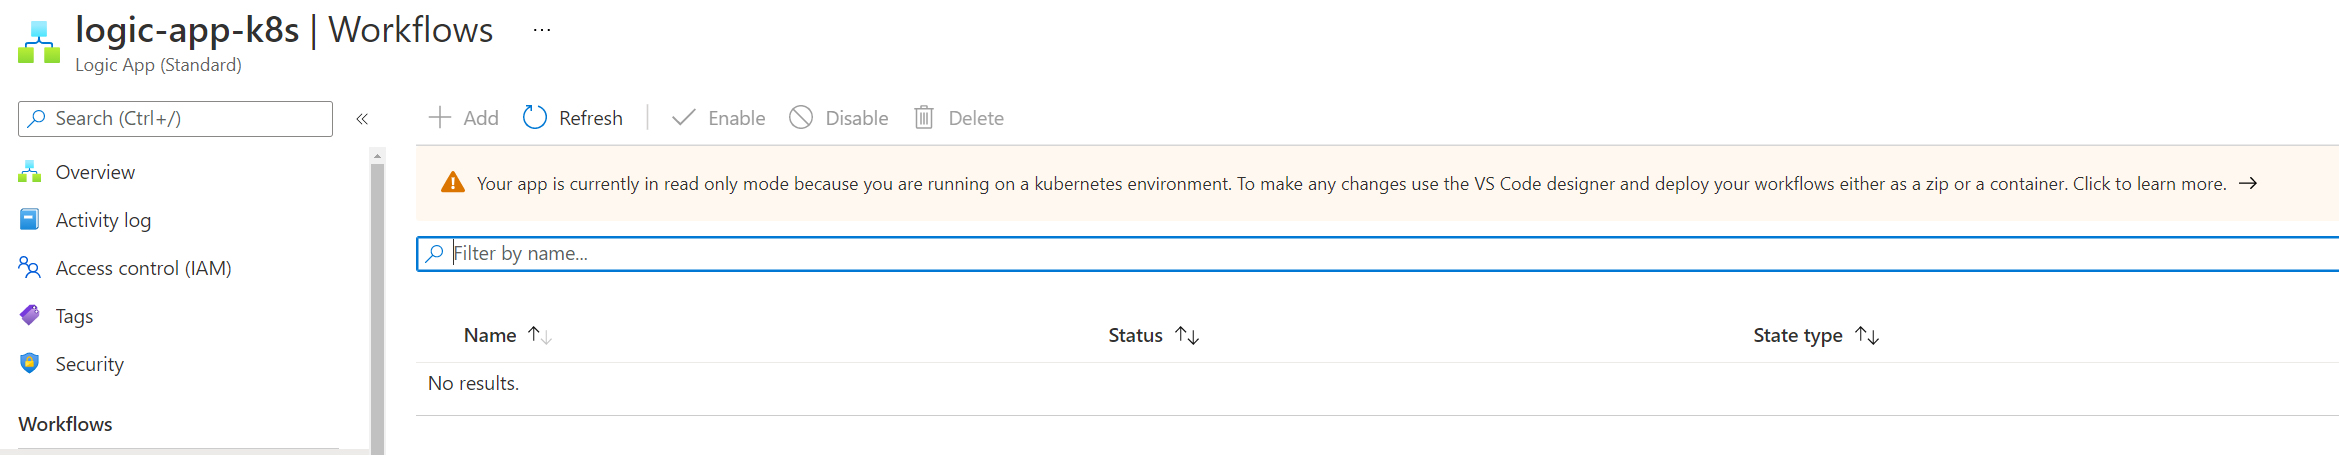 logic-app-k8s | Workflows ...
Logic App (Standard)
Search (Ctrl+/)
Overview
Activity log
Access control (IAM)
Tags
Security
Workflows
Add Refresh Enable Disable Delete
Your app is currently in read only mode because you are running on a kubernetes environment. To make any changes use the VS Code designer and deploy your workflows either as a zip or a container. Click to learn more. →
Filter by name...
Name Status State type
No results.